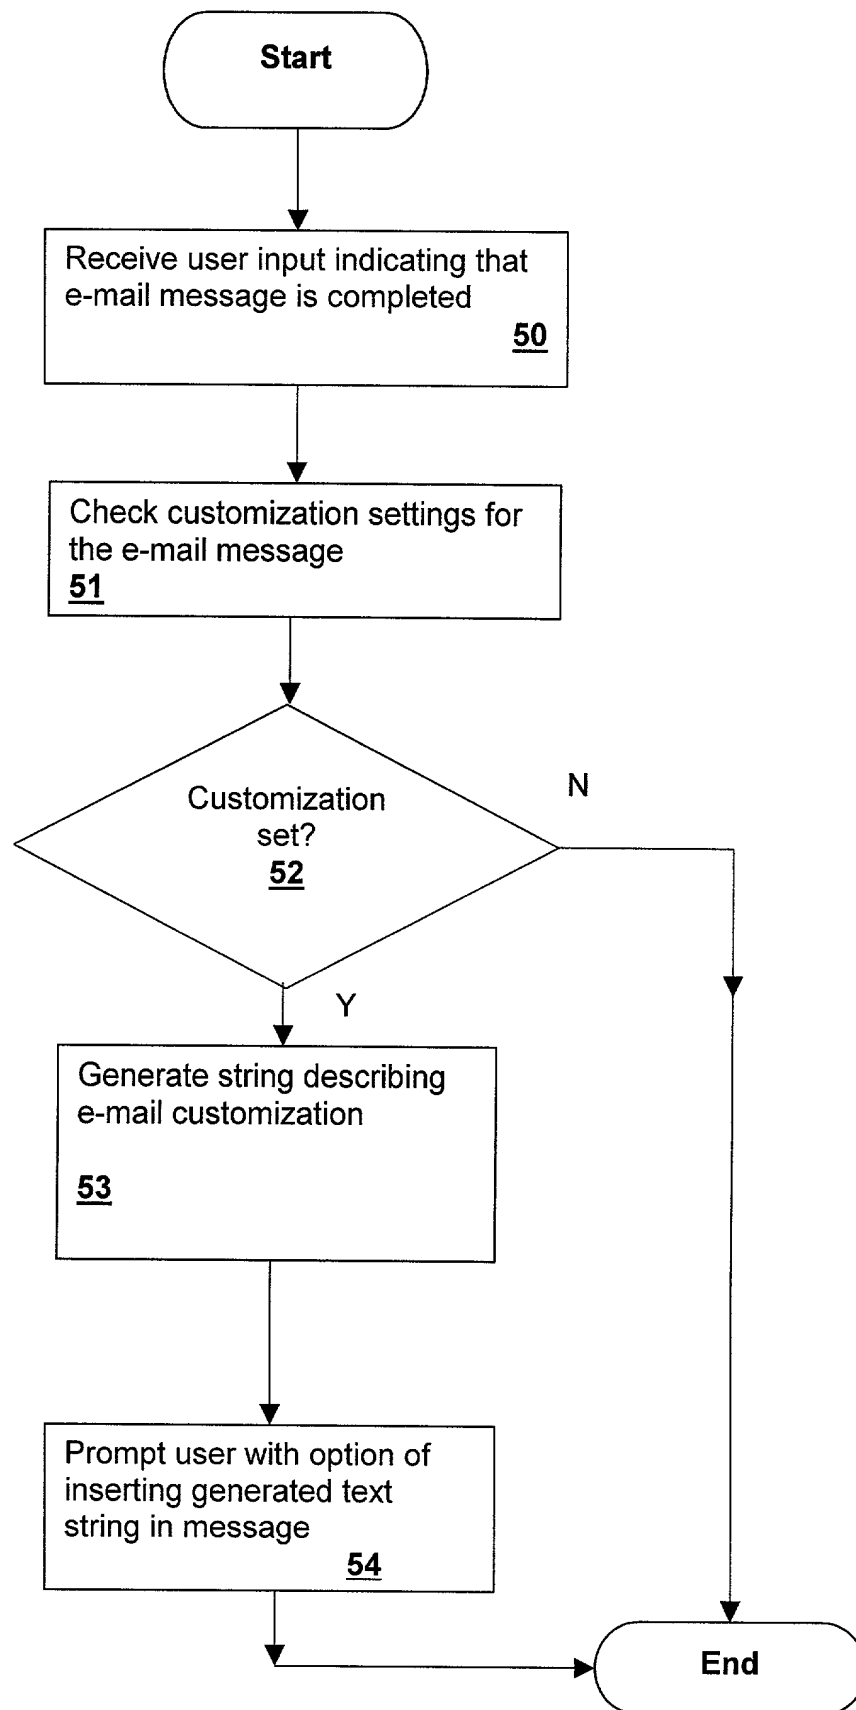 Start
Receive user input indicating that
e-mail message is completed
50
Check customization settings for
the e-mail message
51
Customization
set?
52
N
Y
Generate string describing
e-mail customization
53
Prompt user with option of
inserting generated text
string in message
54
End